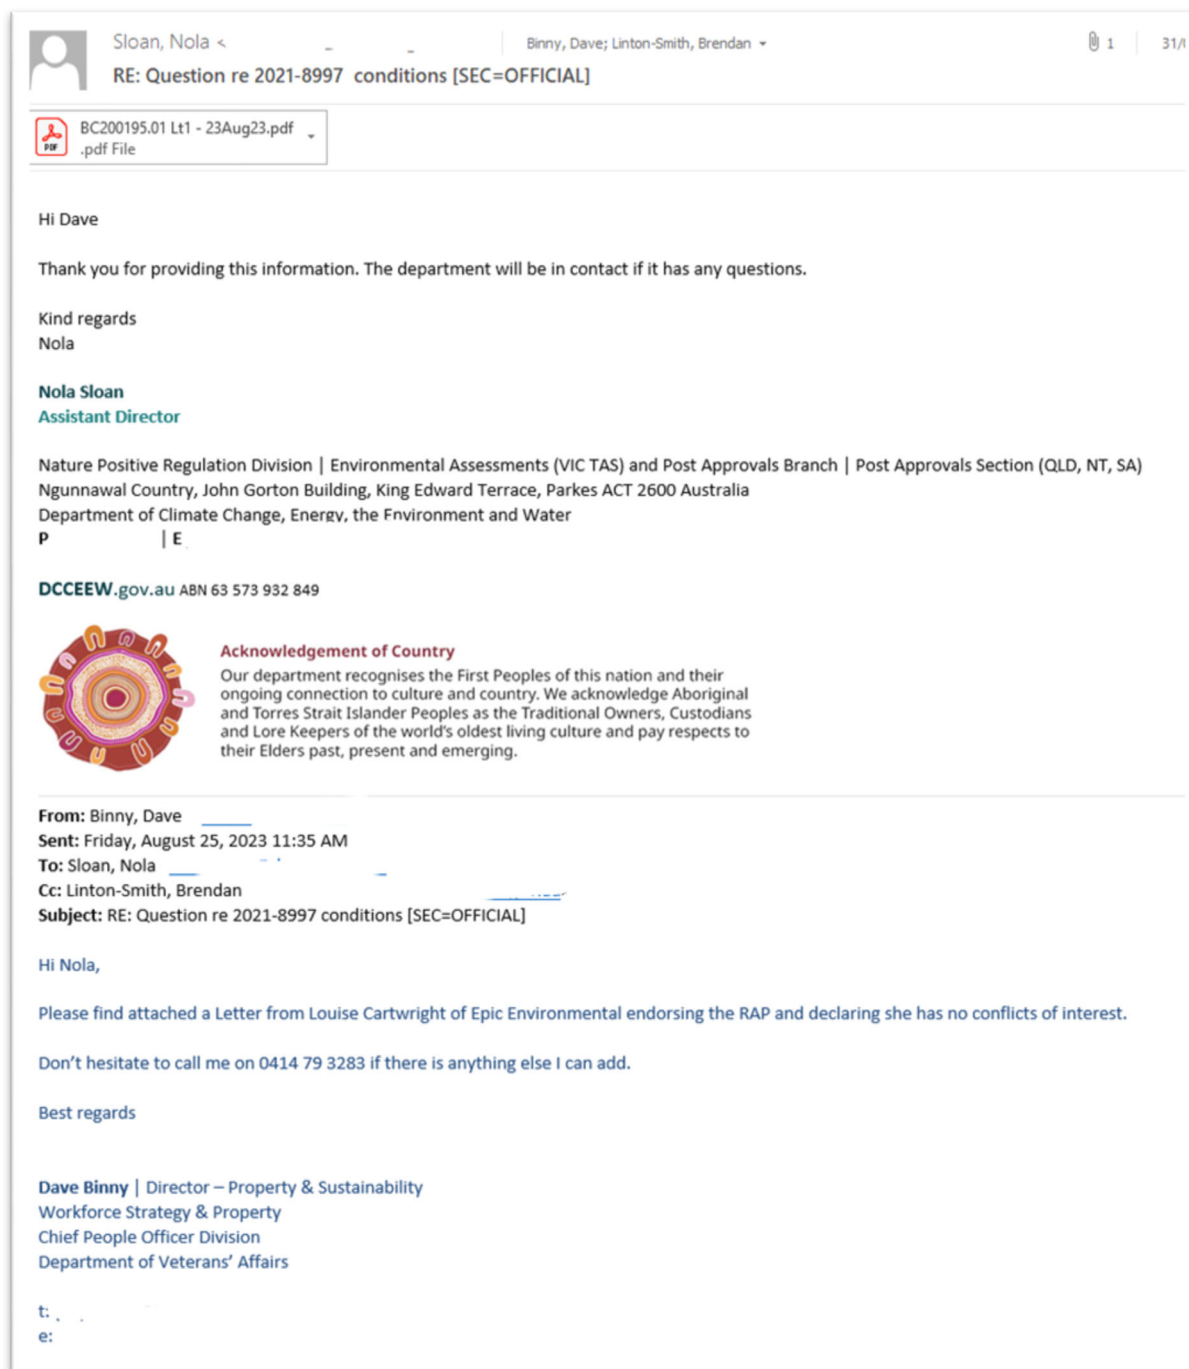 Sloan, Nola <
Binny, Dave; Linton-Smith, Brendan
1
RE: Question re 2021-8997 conditions [SEC=OFFICIAL]
BC200195.01 Lt1 - 23Aug23.pdf
.pdf File
PDF
Hi Dave
Thank you for providing this information. The department will be in contact if it has any questions.
Kind regards
Nola
Nola Sloan
Assistant Director
Nature Positive Regulation Division | Environmental Assessments (VIC TAS) and Post Approvals Branch | Post Approvals Section (QLD, NT, SA)
Ngunnawal Country, John Gorton Building, King Edward Terrace, Parkes ACT 2600 Australia
Department of Climate Change, Energy, the Environment and Water
P | E
DCCEEW.gov.au ABN 63 573 932 849
Acknowledgement of Country
Our department recognises the First Peoples of this nation and their
ongoing connection to culture and country. We acknowledge Aboriginal
and Torres Strait Islander Peoples as the Traditional Owners, Custodians
and Lore Keepers of the world's oldest living culture and pay respects to
their Elders past, present and emerging.
From: Binny, Dave
Sent: Friday, August 25, 2023 11:35 AM
To: Sloan, Nola
Cc: Linton-Smith, Brendan
Subject: RE: Question re 2021-8997 conditions [SEC=OFFICIAL]
Hi Nola,
Please find attached a Letter from Louise Cartwright of Epic Environmental endorsing the RAP and declaring she has no conflicts of interest.
Don't hesitate to call me on 0414 79 3283 if there is anything else I can add.
Best regards
Dave Binny | Director – Property & Sustainability
Workforce Strategy & Property
Chief People Officer Division
Department of Veterans' Affairs
t:
e: